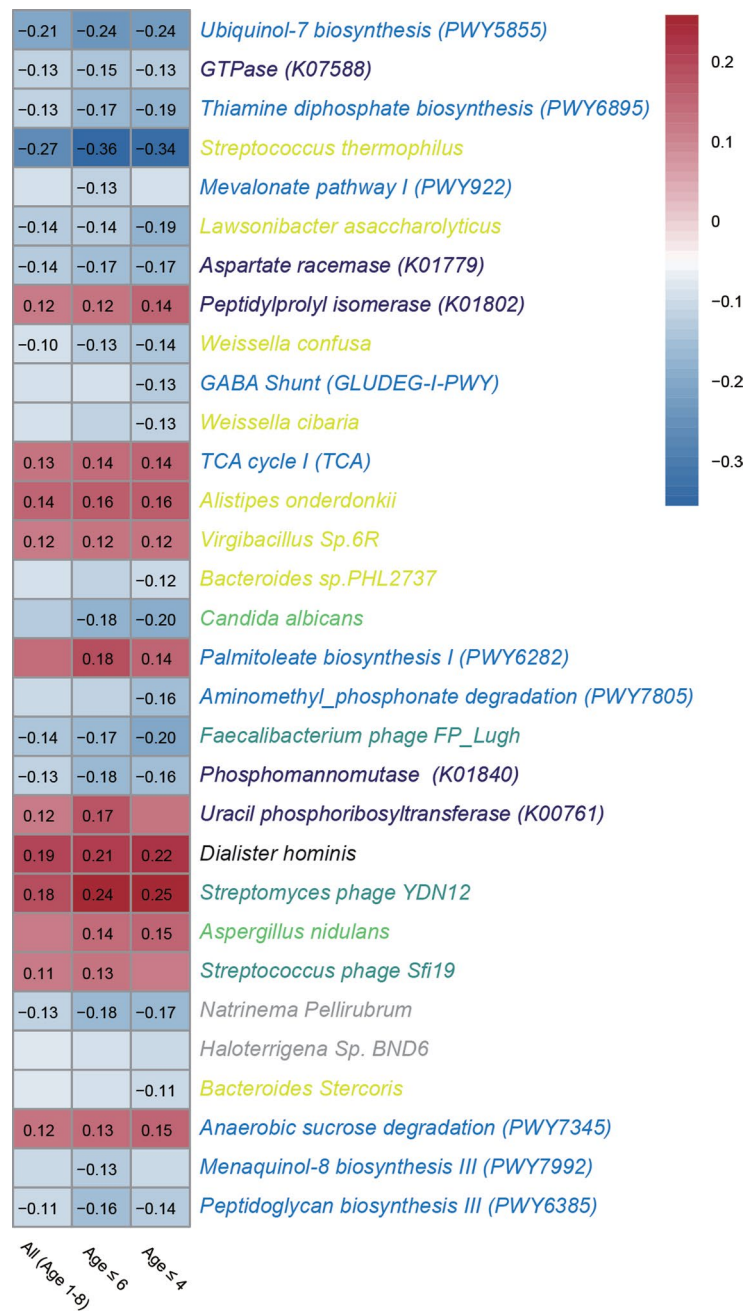 −0.21 −0.24 −0.24 Ubiquinol-7 biosynthesis (PWY5855)
−0.13 −0.15 −0.13 GTPase (K07588)
−0.13 −0.17 −0.19 Thiamine diphosphate biosynthesis (PWY6895)
−0.27 −0.36 −0.34 Streptococcus thermophilus
−0.13 Mevalonate pathway I (PWY922)
−0.14 −0.14 −0.19 Lawsonibacter asaccharolyticus
−0.14 −0.17 −0.17 Aspartate racemase (K01779)
0.12 0.12 0.14 Peptidylprolyl isomerase (K01802)
−0.10 −0.13 −0.14 Weissella confusa
−0.13 GABA Shunt (GLUDEG-I-PWY)
−0.13 Weissella cibaria
0.13 0.14 0.14 TCA cycle I (TCA)
0.14 0.16 0.16 Alistipes onderdonkii
0.12 0.12 0.12 Virgibacillus Sp.6R
−0.12 Bacteroides sp.PHL2737
−0.18 −0.20 Candida albicans
0.18 0.14 Palmitoleate biosynthesis I (PWY6282)
−0.16 Aminomethyl_phosphonate degradation (PWY7805)
−0.14 −0.17 −0.20 Faecalibacterium phage FP_Lugh
−0.13 −0.18 −0.16 Phosphomannomutase (K01840)
0.12 0.17 Uracil phosphoribosyltransferase (K00761)
0.19 0.21 0.22 Dialister hominis
0.18 0.24 0.25 Streptomyces phage YDN12
0.14 0.15 Aspergillus nidulans
0.11 0.13 Streptococcus phage Sfi19
−0.13 −0.18 −0.17 Natrinema Pellirubrum
Haloterrigena Sp. BND6
−0.11 Bacteroides Stercoris
0.12 0.13 0.15 Anaerobic sucrose degradation (PWY7345)
−0.13 Menaquinol-8 biosynthesis III (PWY7992)
−0.11 −0.16 −0.14 Peptidoglycan biosynthesis III (PWY6385)
All (Age 1-8) Age ≤ 6 Age ≤ 4
0.2
0.1
0
−0.1
−0.2
−0.3